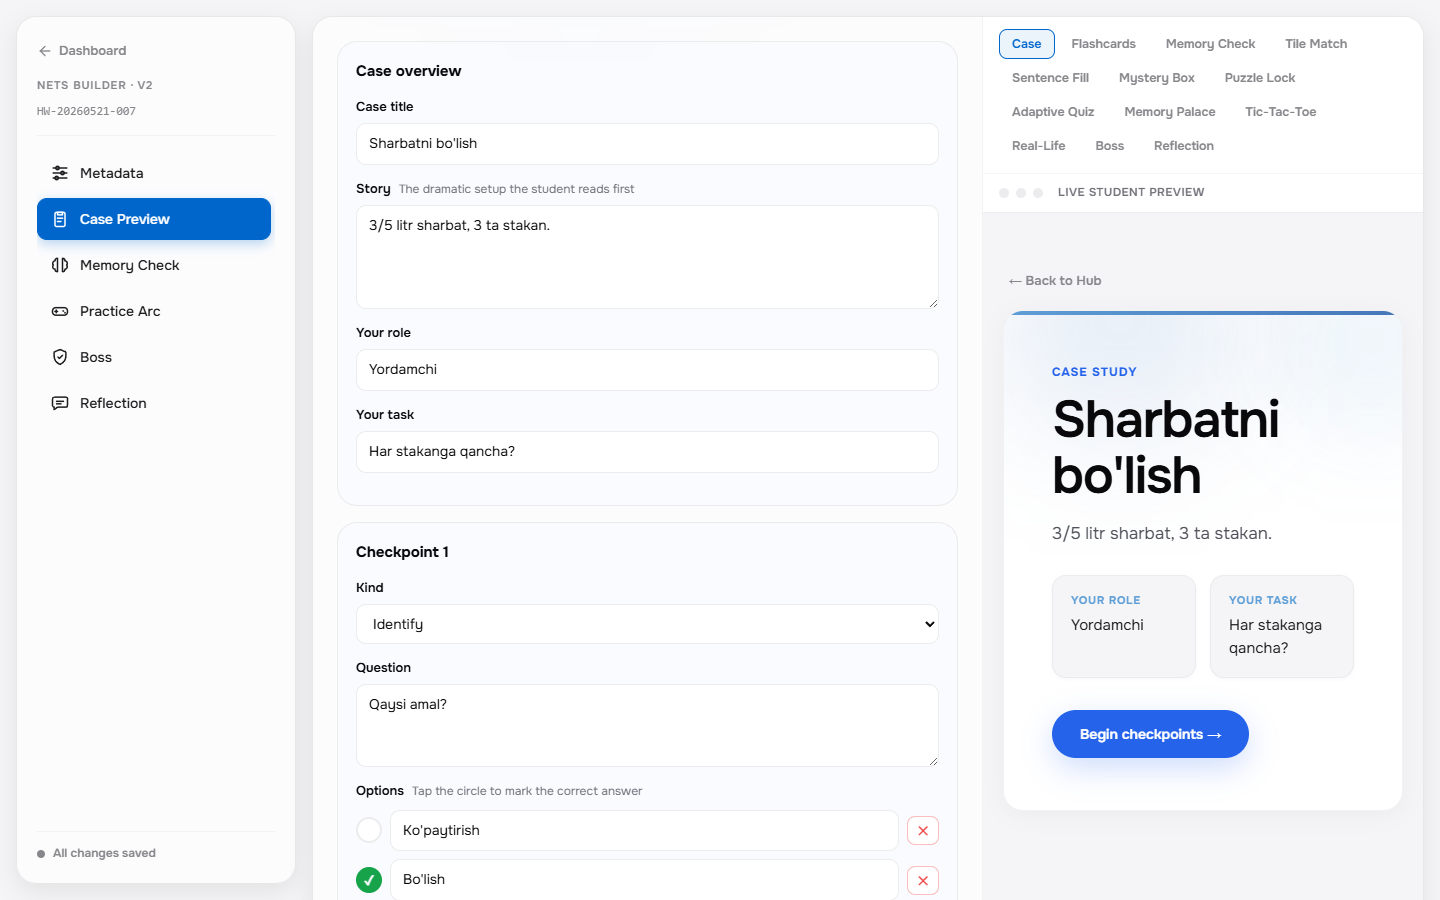 Dashboard
NETS BUILDER · V2
HW-20260521-007
Metadata
Case Preview
Memory Check
Practice Arc
Boss
Reflection
All changes saved
Case overview
Case title
Sharbatni bo'lish
Story The dramatic setup the student reads first
3/5 litr sharbat, 3 ta stakan.
Your role
Yordamchi
Your task
Har stakanga qancha?
Checkpoint 1
Kind
Identify
Question
Qaysi amal?
Options Tap the circle to mark the correct answer
Ko'paytirish
Bo'lish
Case Flashcards Memory Check Tile Match
Sentence Fill Mystery Box Puzzle Lock
Adaptive Quiz Memory Palace Tic-Tac-Toe
Real-Life Boss Reflection
LIVE STUDENT PREVIEW
← Back to Hub
CASE STUDY
Sharbatni
bo'lish
3/5 litr sharbat, 3 ta stakan.
YOUR ROLE
Yordamchi
YOUR TASK
Har stakanga
qancha?
Begin checkpoints →